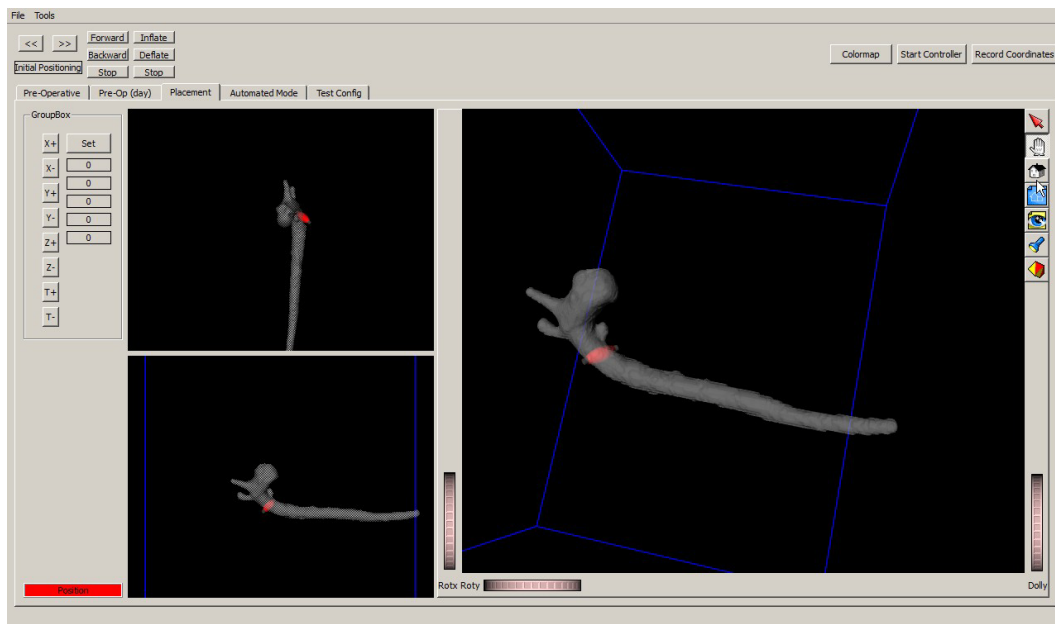 File Tools
<< >> Forward Inflate
Backward Deflate
Initial Positioning Stop Stop
Colormap Start Controller Record Coordinates
Pre-Operative Pre-Op (day) Placement Automated Mode Test Config
GroupBox
X+ Set
X- 0
0
Y+ 0
Y- 0
Z+ 0
Z-
T+
T-
Position
Rotx Roty Dolly